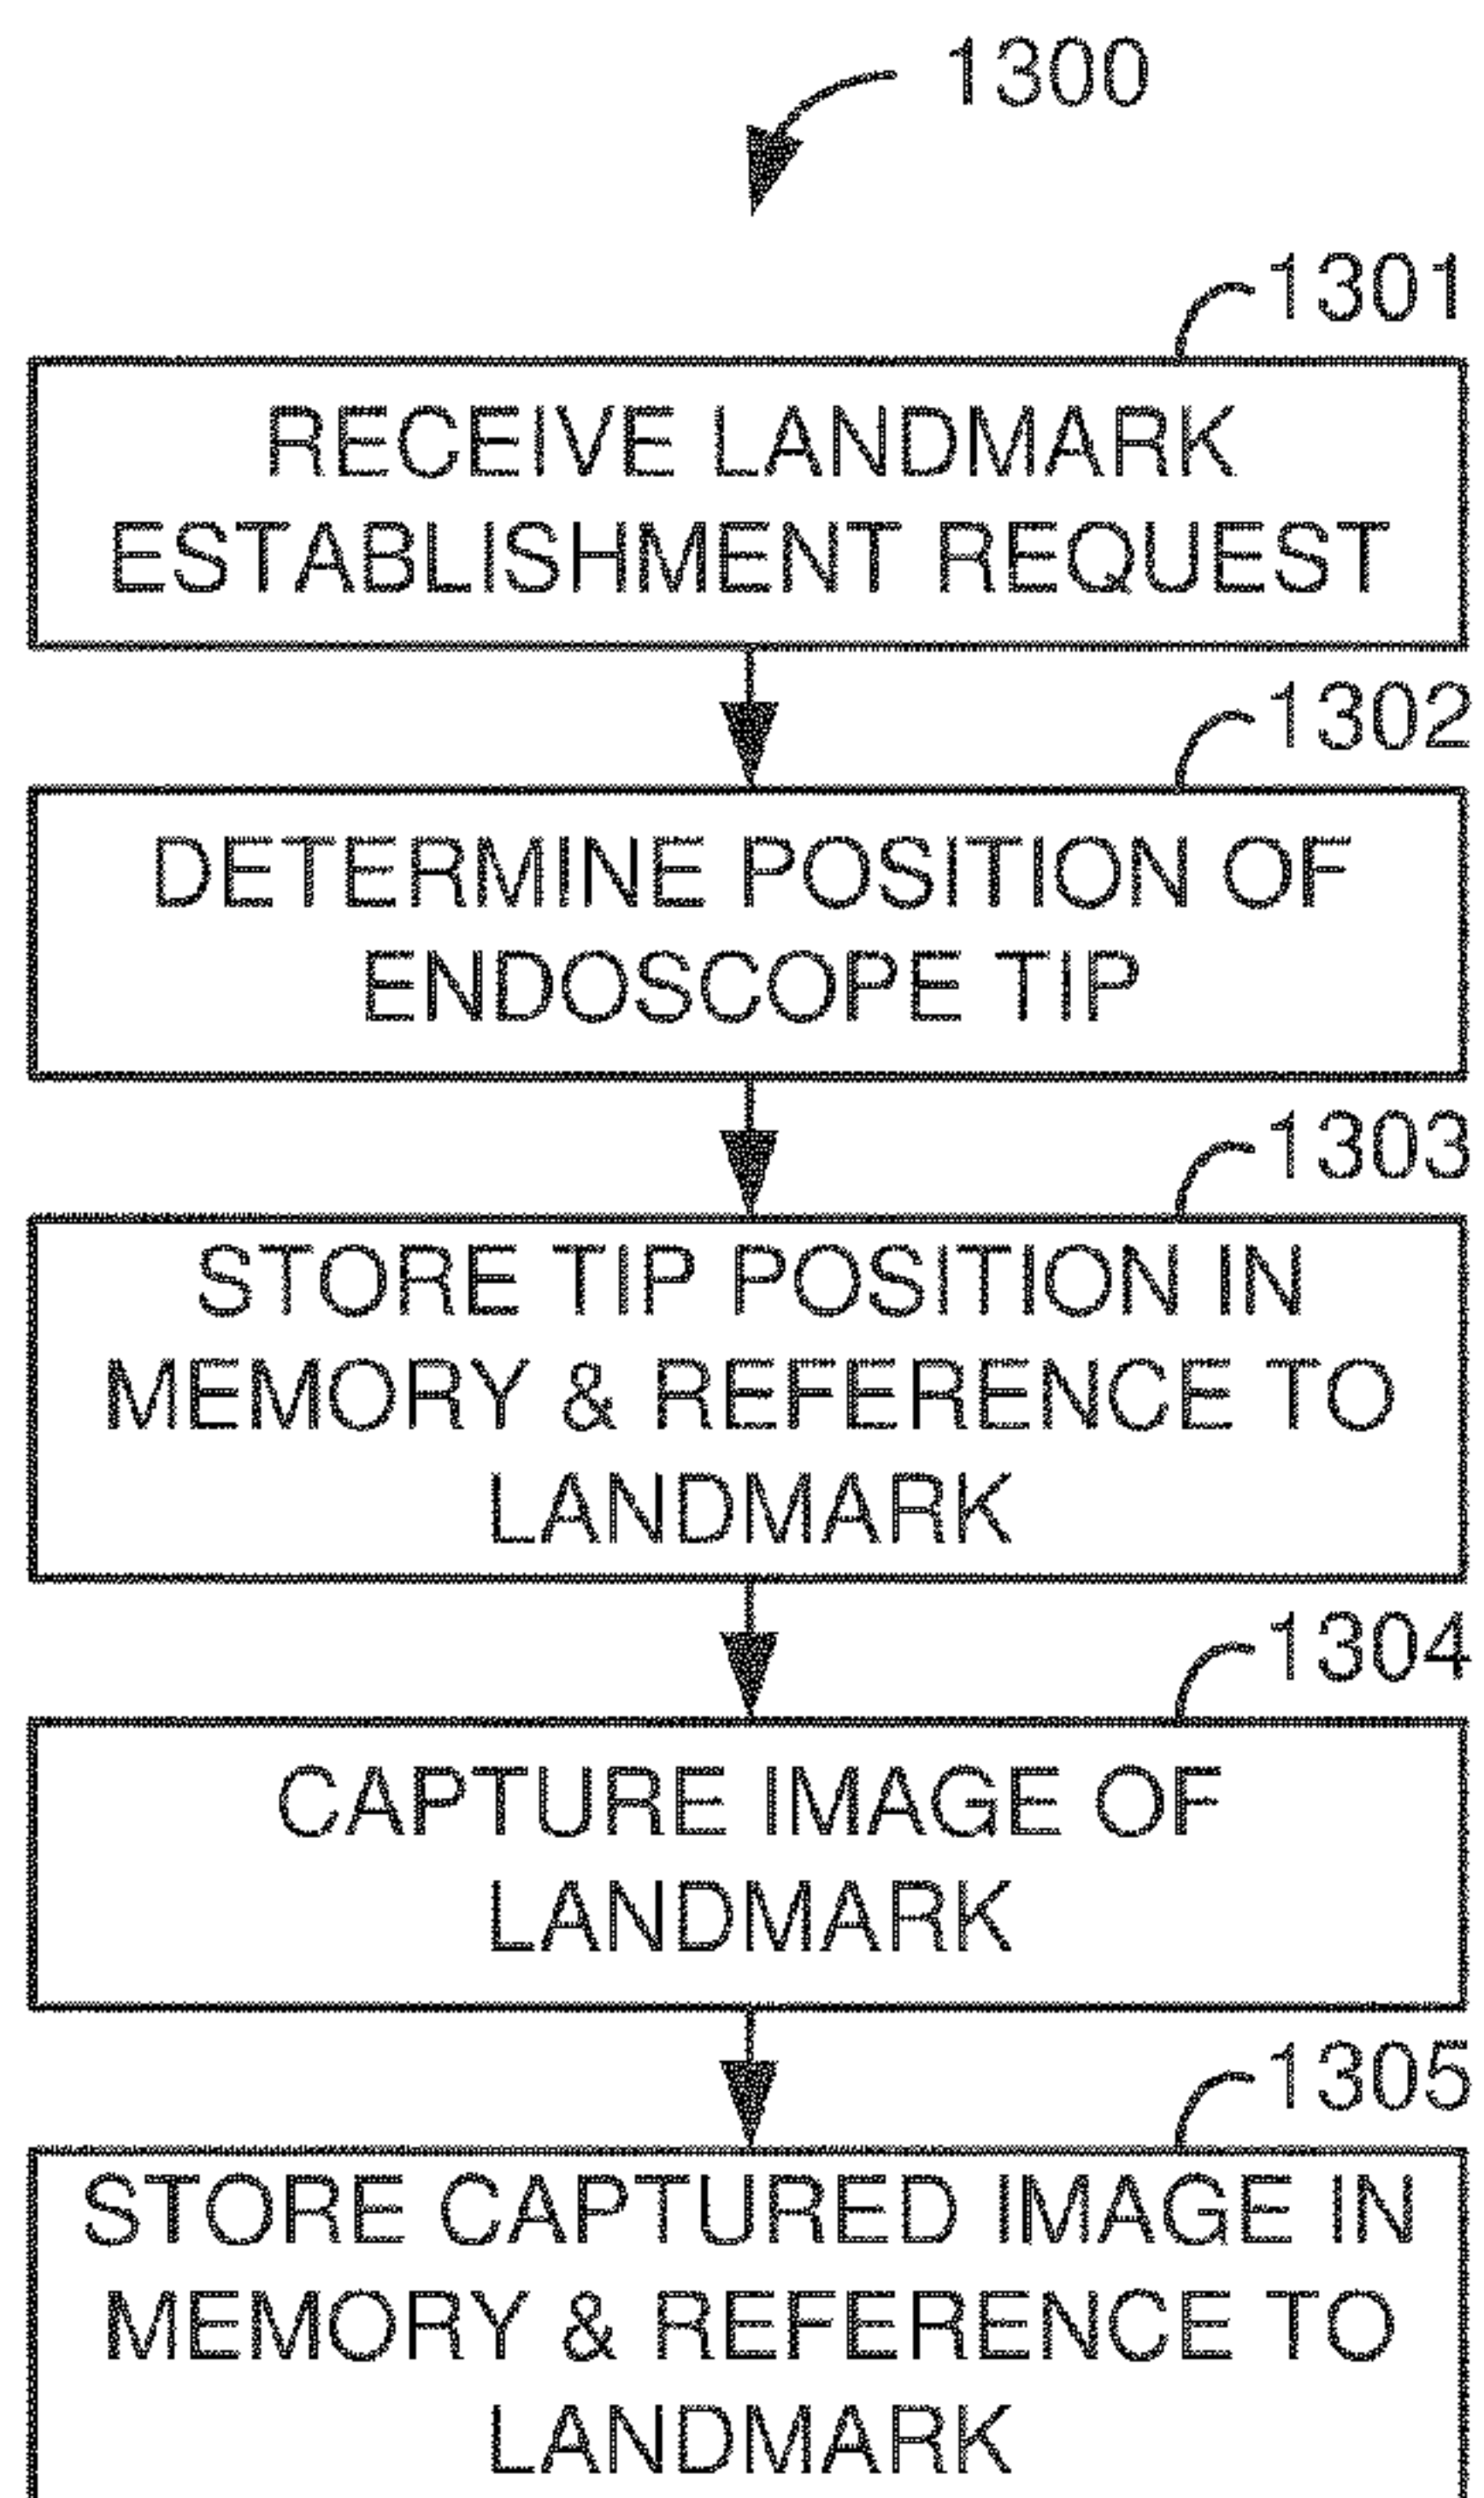 1300
1301
RECEIVE LANDMARK
ESTABLISHMENT REQUEST
1302
DETERMINE POSITION OF
ENDOSCOPE TIP
1303
STORE TIP POSITION IN
MEMORY & REFERENCE TO
LANDMARK
1304
CAPTURE IMAGE OF
LANDMARK
1305
STORE CAPTURED IMAGE IN
MEMORY & REFERENCE TO
LANDMARK